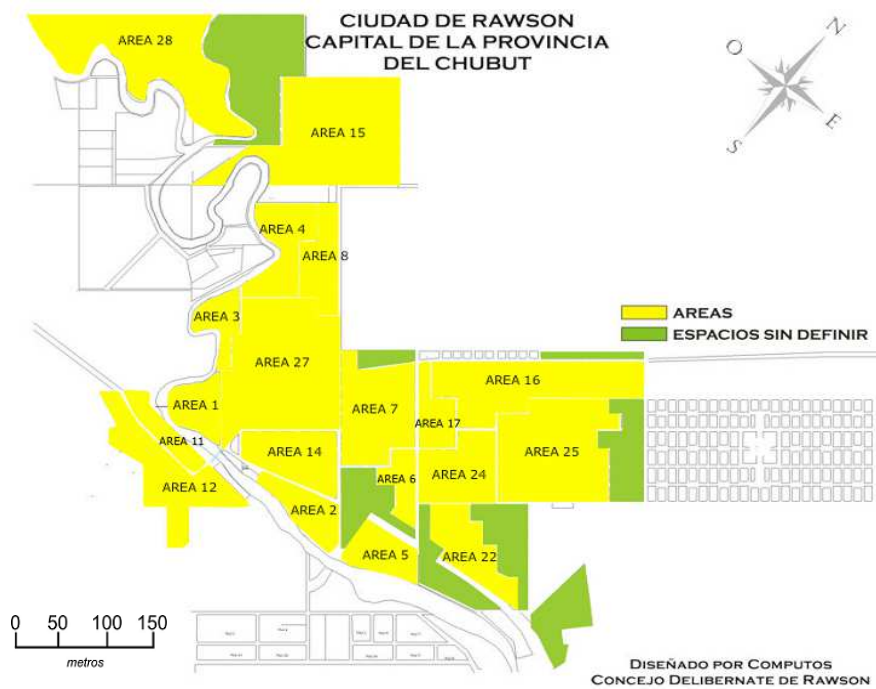 CIUDAD DE RAWSON
CAPITAL DE LA PROVINCIA
DEL CHUBUT
AREA 28
O
N
S
E
AREA 15
AREA 4
AREA 8
AREA 3
AREAS
ESPACIOS SIN DEFINIR
AREA 27
AREA 16
AREA 1
AREA 7
AREA 17
AREA 11
AREA 14
AREA 25
AREA 24
AREA 6
AREA 12
AREA 2
AREA 5
AREA 22
0 50 100 150
metros
DISEÑADO POR COMPUTOS
CONCEJO DELIBERNATE DE RAWSON